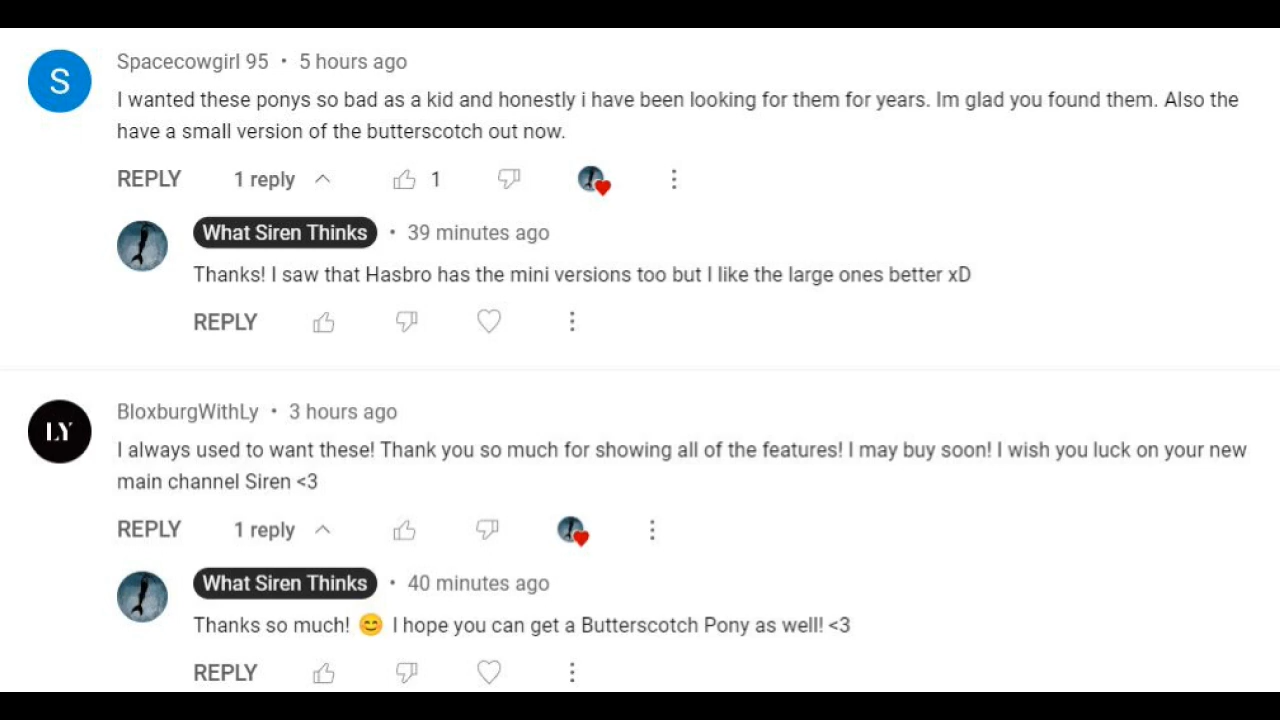 S
Spacecowgirl 95 • 5 hours ago
I wanted these ponys so bad as a kid and honestly i have been looking for them for years. Im glad you found them. Also the
have a small version of the butterscotch out now.
REPLY 1 reply 1
What Siren Thinks • 39 minutes ago
Thanks! I saw that Hasbro has the mini versions too but I like the large ones better xD
REPLY
LY
BloxburgWithLy • 3 hours ago
I always used to want these! Thank you so much for showing all of the features! I may buy soon! I wish you luck on your new
main channel Siren <3
REPLY 1 reply
What Siren Thinks • 40 minutes ago
Thanks so much! 😊 I hope you can get a Butterscotch Pony as well! <3
REPLY